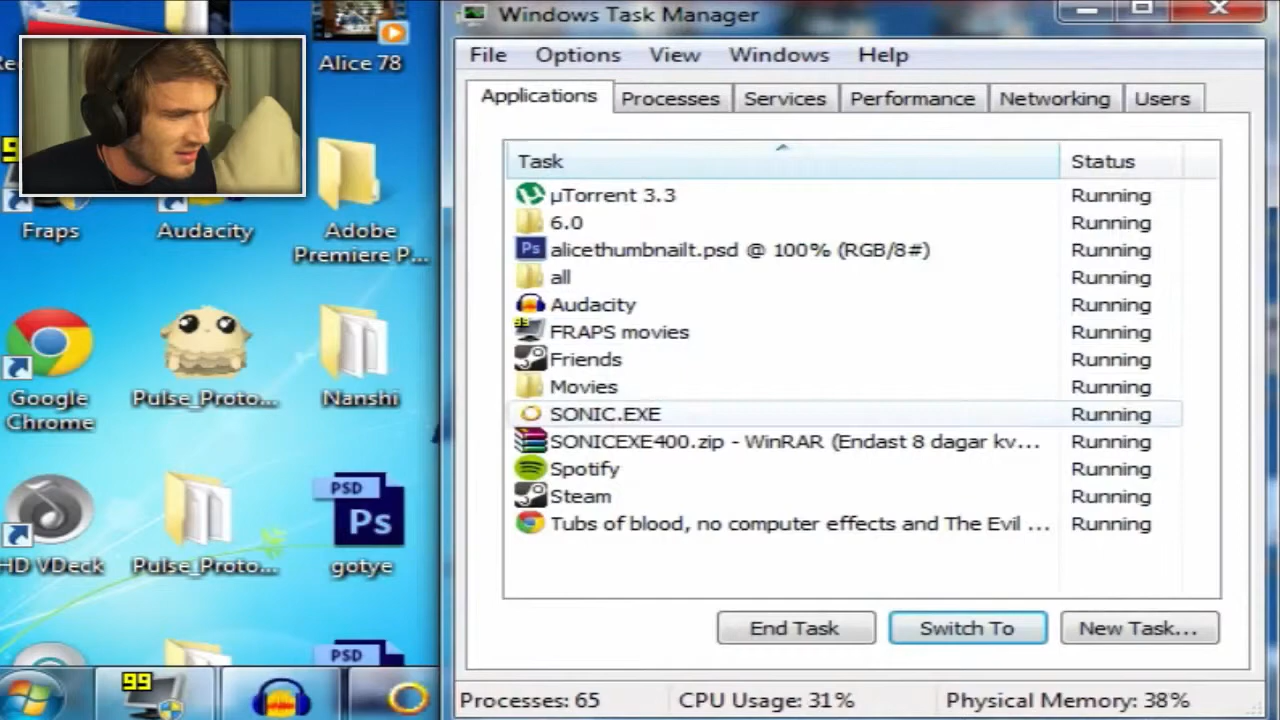 Alice 78
Fraps
Audacity
Adobe
Premiere P...
Google
Chrome
Pulse_Proto...
Nanshi
HD VDeck
Pulse_Proto...
PSD
Ps
gotye
PSD
99
Windows Task Manager
File Options View Windows Help
Applications Processes Services Performance Networking Users
Task Status
µTorrent 3.3 Running
6.0 Running
Ps alicethumbnailt.psd @ 100% (RGB/8#) Running
all Running
Audacity Running
99 FRAPS movies Running
Friends Running
Movies Running
SONIC.EXE Running
SONICEXE400.zip - WinRAR (Endast 8 dagar kv... Running
Spotify Running
Steam Running
Tubs of blood, no computer effects and The Evil ... Running
End Task Switch To New Task...
Processes: 65 CPU Usage: 31% Physical Memory: 38%